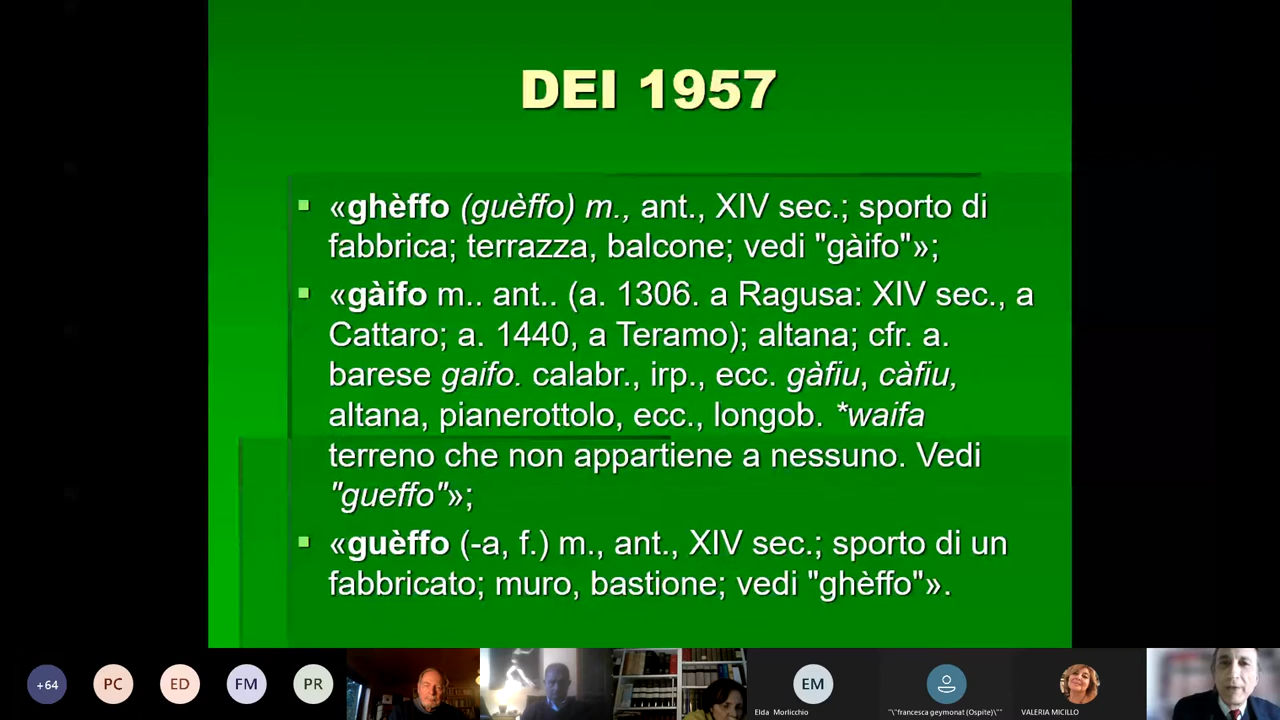 DEI 1957
«ghèffo (guèffo) m., ant., XIV sec.; sporto di
fabbrica; terrazza, balcone; vedi "gàifo"»;
«gàifo m.. ant.. (a. 1306. a Ragusa: XIV sec., a
Cattaro; a. 1440, a Teramo); altana; cfr. a.
barese gaifo. calabr., irp., ecc. gàfiu, càfiu,
altana, pianerottolo, ecc., longob. *waifa
terreno che non appartiene a nessuno. Vedi
"gueffo"»;
«guèffo (-a, f.) m., ant., XIV sec.; sporto di un
fabbricato; muro, bastione; vedi "ghèffo"».
+64
PC
ED
FM
PR
EM
Elda Morlicchio
"\"francesca geymonat (Ospite)\""
VALERIA MICILLO